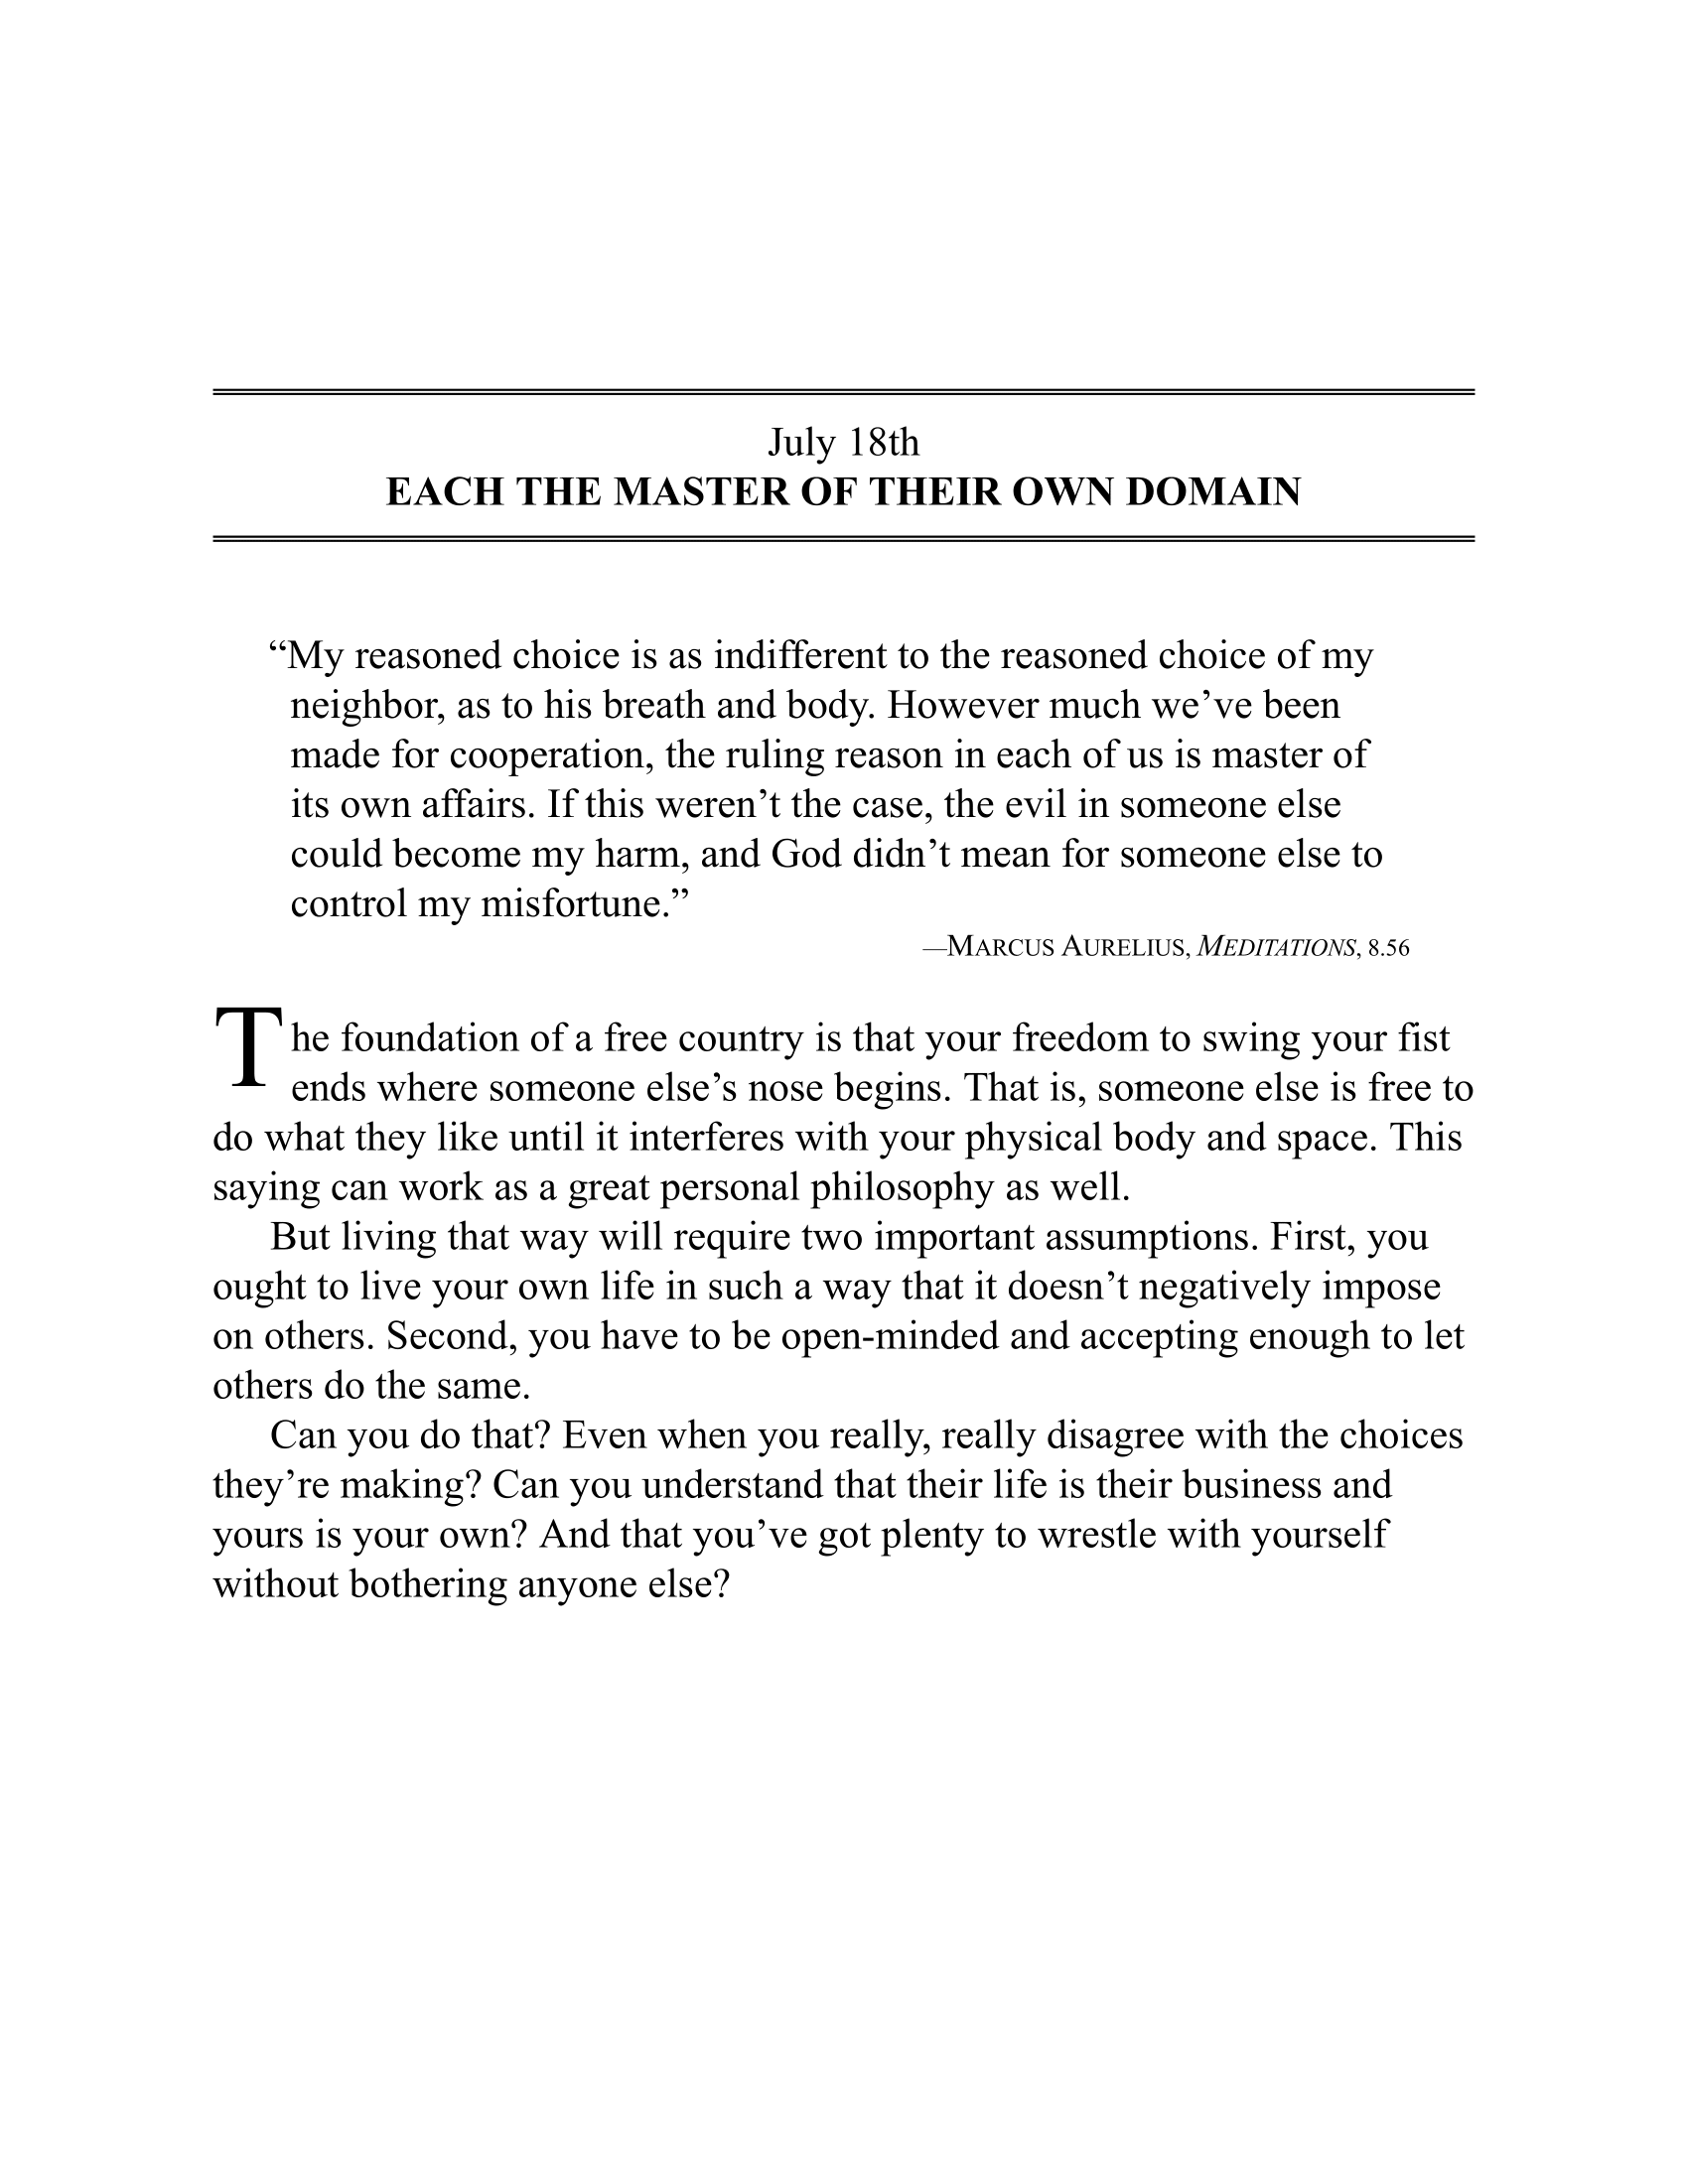 July 18th
EACH THE MASTER OF THEIR OWN DOMAIN
“My reasoned choice is as indifferent to the reasoned choice of my
neighbor, as to his breath and body. However much we’ve been
made for cooperation, the ruling reason in each of us is master of
its own affairs. If this weren’t the case, the evil in someone else
could become my harm, and God didn’t mean for someone else to
control my misfortune.”
—MARCUS AURELIUS, MEDITATIONS, 8.56
The foundation of a free country is that your freedom to swing your fist
ends where someone else’s nose begins. That is, someone else is free to
do what they like until it interferes with your physical body and space. This
saying can work as a great personal philosophy as well.
But living that way will require two important assumptions. First, you
ought to live your own life in such a way that it doesn’t negatively impose
on others. Second, you have to be open-minded and accepting enough to let
others do the same.
Can you do that? Even when you really, really disagree with the choices
they’re making? Can you understand that their life is their business and
yours is your own? And that you’ve got plenty to wrestle with yourself
without bothering anyone else?